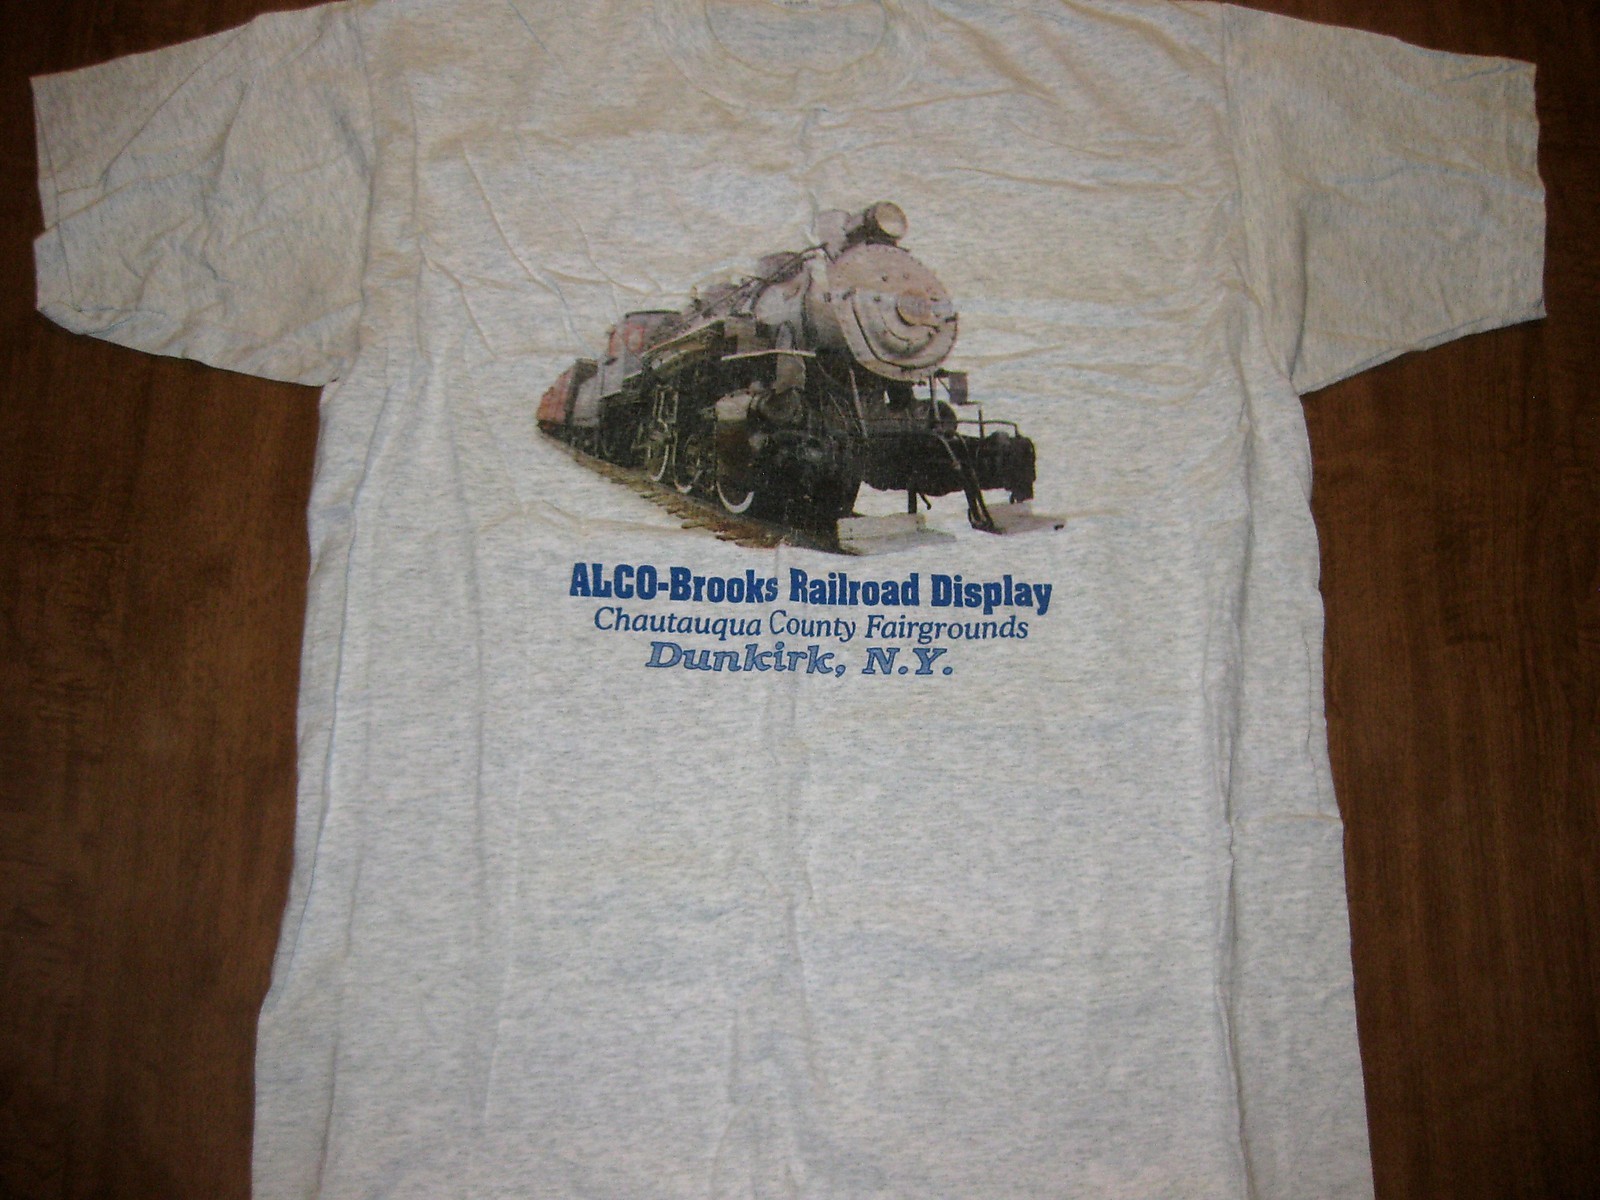 ALCO-Brooks Railroad Display
Chautauqua County Fairgrounds
Dunkirk, N.Y.